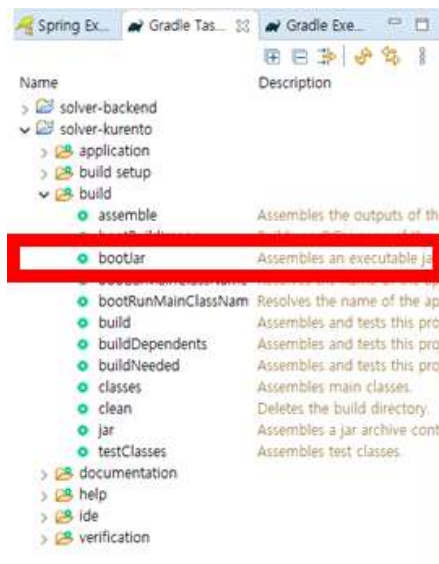 Spring Ex... Gradle Tas... Gradle Exe...
Name Description
solver-backend
solver-kurento
application
build setup
build
assemble Assembles the outputs of th
bootJar Assembles an executable ja
bootRunMainClassNam Resolves the name of the ap
build Assembles and tests this pro
buildDependents Assembles and tests this pro
buildNeeded Assembles and tests this pro
classes Assembles main classes.
clean Deletes the build directory.
jar Assembles a jar archive cont
testClasses Assembles test classes.
documentation
help
ide
verification